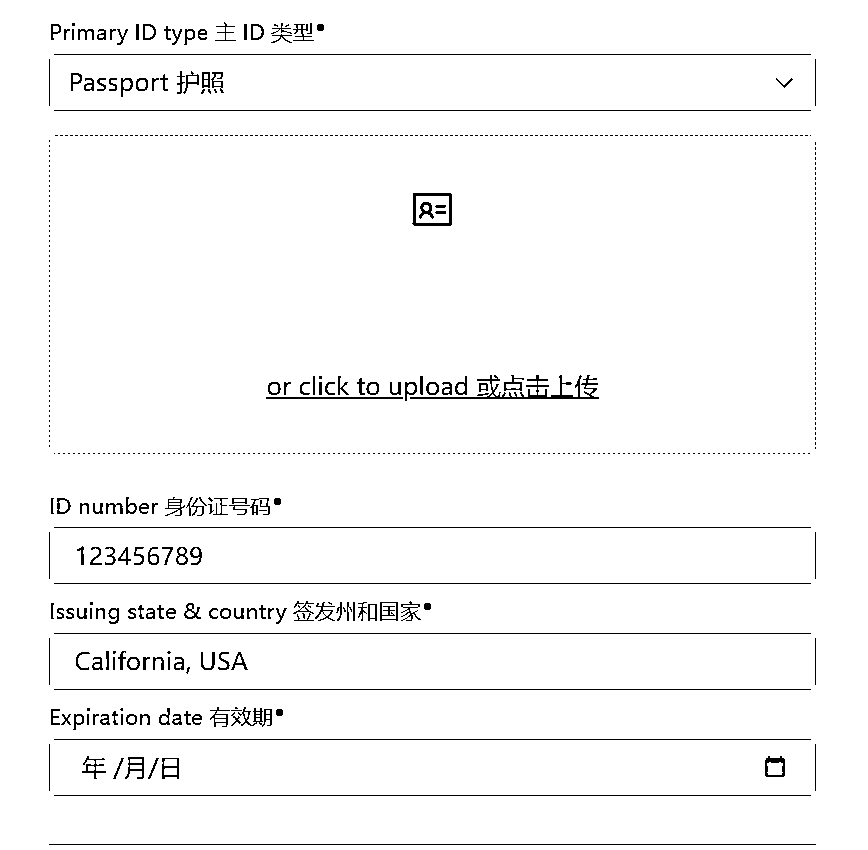 Primary ID type 主 ID 类型•
Passport 护照
or click to upload 或点击上传
ID number 身份证号码•
123456789
Issuing state & country 签发州和国家•
California, USA
Expiration date 有效期•
年 /月/日